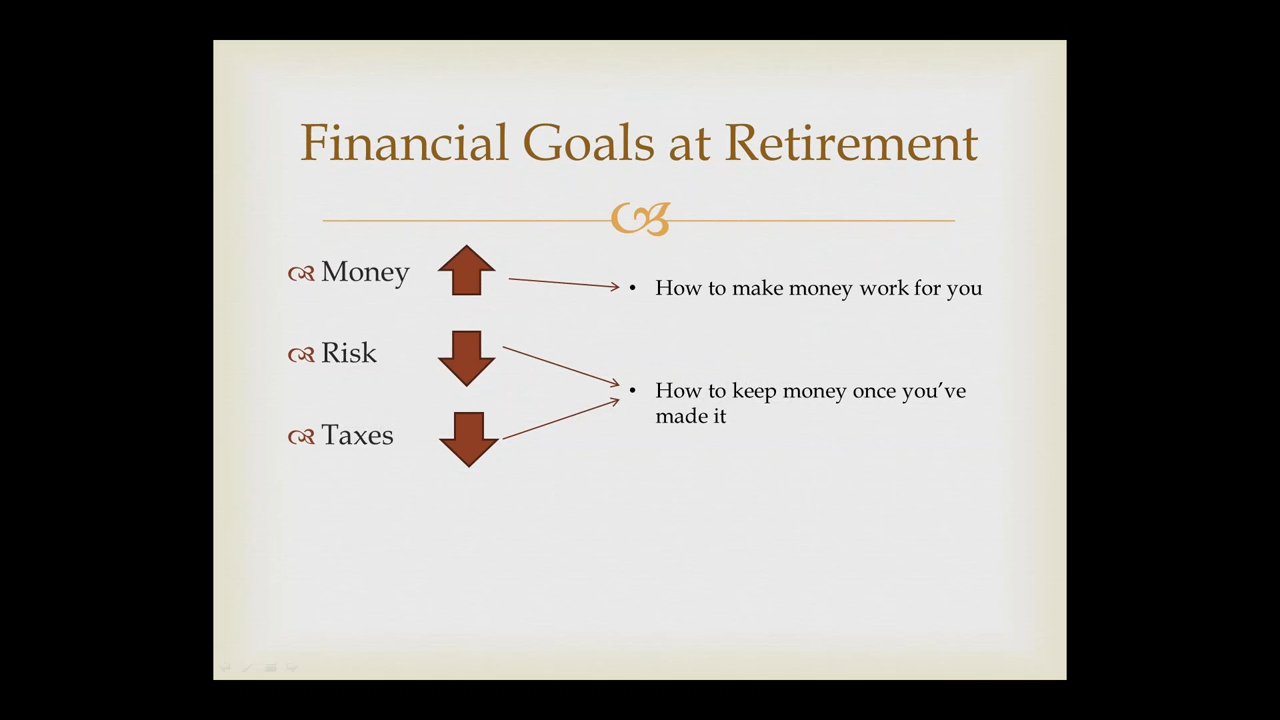 Financial Goals at Retirement
Money
How to make money work for you
Risk
How to keep money once you’ve
made it
Taxes